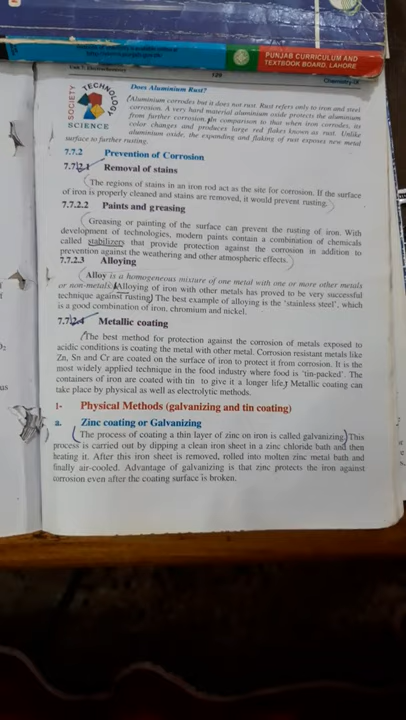 PUNJAB CURRICULUM AND
TEXTBOOK BOARD, LAHORE
129
Chemistry-IX
SOCIETY
TECHNOLOGY
SCIENCE
Does Aluminium Rust?
Aluminium corrodes but it does not rust. Rust refers only to iron and steel
corrosion. A very hard material aluminium oxide protects the aluminium
from further corrosion. In comparison to that when iron corrodes, its
color changes and produces large red flakes known as rust. Unlike
aluminium oxide, the expanding and flaking of rust exposes new metal
surface to further rusting.
7.7.2 Prevention of Corrosion
7.7.2.1 Removal of stains
The regions of stains in an iron rod act as the site for corrosion. If the surface
of iron is properly cleaned and stains are removed, it would prevent rusting.
7.7.2.2 Paints and greasing
Greasing or painting of the surface can prevent the rusting of iron. With
development of technologies, modern paints contain a combination of chemicals
called stabilizers that provide protection against the corrosion in addition to
prevention against the weathering and other atmospheric effects.
7.7.2.3 Alloying
Alloy is a homogeneous mixture of one metal with one or more other metals
or non-metals. Alloying of iron with other metals has proved to be very successful
technique against rusting. The best example of alloying is the 'stainless steel', which
is a good combination of iron, chromium and nickel.
7.7.2.4 Metallic coating
The best method for protection against the corrosion of metals exposed to
acidic conditions is coating the metal with other metal. Corrosion resistant metals like
Zn, Sn and Cr are coated on the surface of iron to protect it from corrosion. It is the
most widely applied technique in the food industry where food is 'tin-packed'. The
containers of iron are coated with tin to give it a longer life. Metallic coating can
take place by physical as well as electrolytic methods.
1- Physical Methods (galvanizing and tin coating)
a. Zinc coating or Galvanizing
The process of coating a thin layer of zinc on iron is called galvanizing. This
process is carried out by dipping a clean iron sheet in a zinc chloride bath and then
heating it. After this iron sheet is removed, rolled into molten zinc metal bath and
finally air-cooled. Advantage of galvanizing is that zinc protects the iron against
corrosion even after the coating surface is broken.